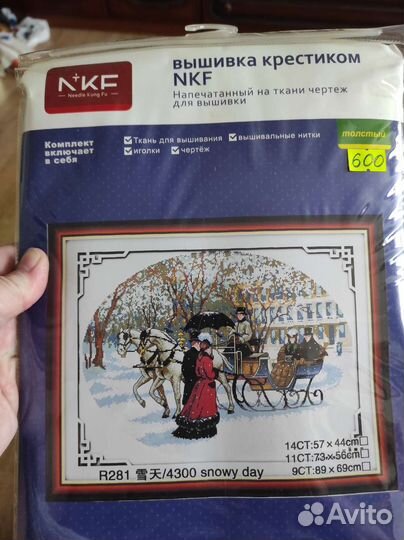 NKF
Needle Kung Fu
вышивка крестиком
NKF
Напечатанный на ткани чертеж
для вышивки
Комплект
включает
в себя
Ткань для вышивания
вышивальные нитки
иголки
чертёж
толстый
600
14CT:57×44cm
11CT:73×56cm
9CT:89×69cm
R281 雪天/4300 snowy day
Avito